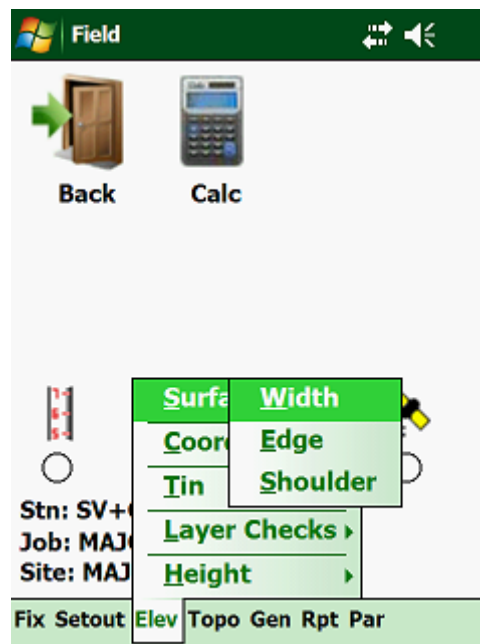 Field
Back Calc
Surfa
Width
Coord
Edge
Tin
Shoulder
Layer Checks
Height
Stn: SV+
Job: MAJ
Site: MAJ
Fix Setout Elev Topo Gen Rpt Par